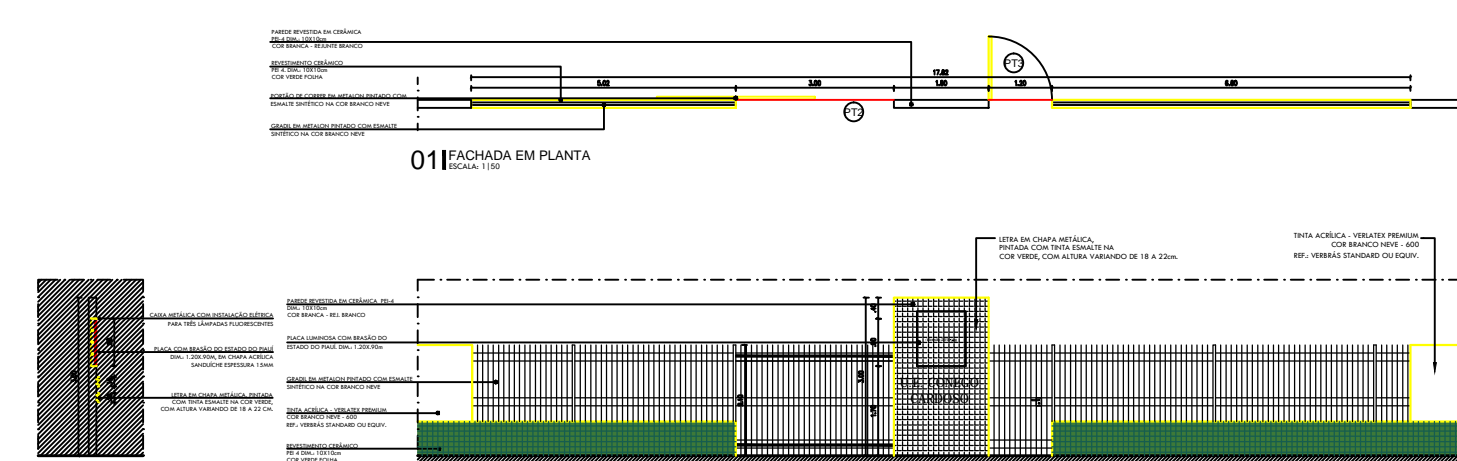 PAREDE REVESTIDA EM CERÂMICA
PEI-4 DIM.: 10X10cm
COR BRANCA - REJUNTE BRANCO
REVESTIMENTO CERÂMICO
PEI 4. DIM.: 10X10cm
COR VERDE FOLHA
PORTÃO DE CORRER EM METALON PINTADO COM
ESMALTE SINTÉTICO NA COR BRANCO NEVE
GRADIL EM METALON PINTADO COM ESMALTE
SINTÉTICO NA COR BRANCO NEVE
17.62
5.02
3.00
1.80
1.20
6.60
PT3
PT2
01 FACHADA EM PLANTA
ESCALA: 1|50
LETRA EM CHAPA METÁLICA,
PINTADA COM TINTA ESMALTE NA
COR VERDE, COM ALTURA VARIANDO DE 18 A 22cm.
TINTA ACRÍLICA - VERLATEX PREMIUM
COR BRANCO NEVE - 600
REF.: VERBRÁS STANDARD OU EQUIV.
CAIXA METÁLICA COM INSTALAÇÃO ELÉTRICA
PARA TRÊS LÂMPADAS FLUORESCENTES
PLACA COM BRASÃO DO ESTADO DO PIAUÍ
DIM.: 1.20X.90M, EM CHAPA ACRÍLICA
SANDUÍCHE ESPESSURA 15MM
LETRA EM CHAPA METÁLICA, PINTADA
COM TINTA ESMALTE NA COR VERDE,
COM ALTURA VARIANDO DE 18 A 22 CM.
PAREDE REVESTIDA EM CERÂMICA PEI-4
DIM.: 10X10cm
COR BRANCA - REJ. BRANCO
PLACA LUMINOSA COM BRASÃO DO
ESTADO DO PIAUÍ. DIM.: 1.20X.90m
GRADIL EM METALON PINTADO COM ESMALTE
SINTÉTICO NA COR BRANCO NEVE
TINTA ACRÍLICA - VERLATEX PREMIUM
COR BRANCO NEVE - 600
REF.: VERBRÁS STANDARD OU EQUIV.
REVESTIMENTO CERÂMICO
PEI 4 DIM.: 10X10cm
COR VERDE FOLHA
.40
3.00
1.70
U.E. CONEGO
CARDOSO